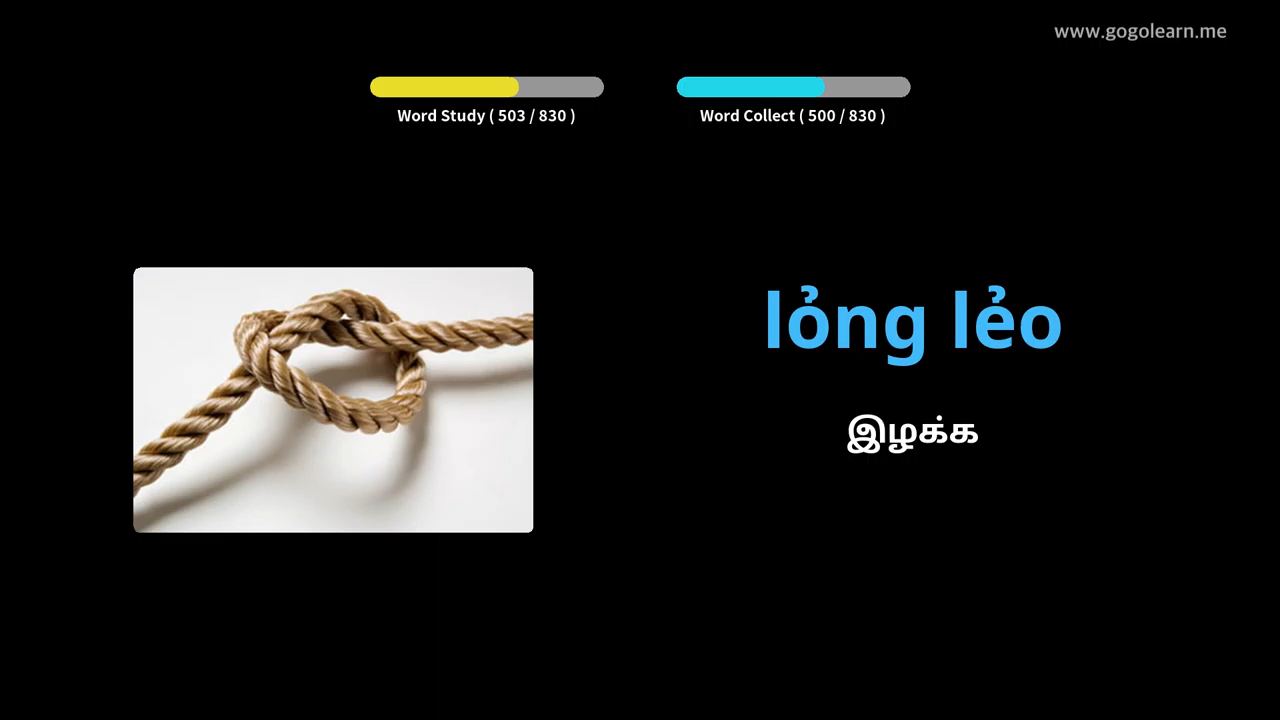 www.gogolearn.me
Word Study ( 503 / 830 )
Word Collect ( 500 / 830 )
lỏng lẻo
இழக்க